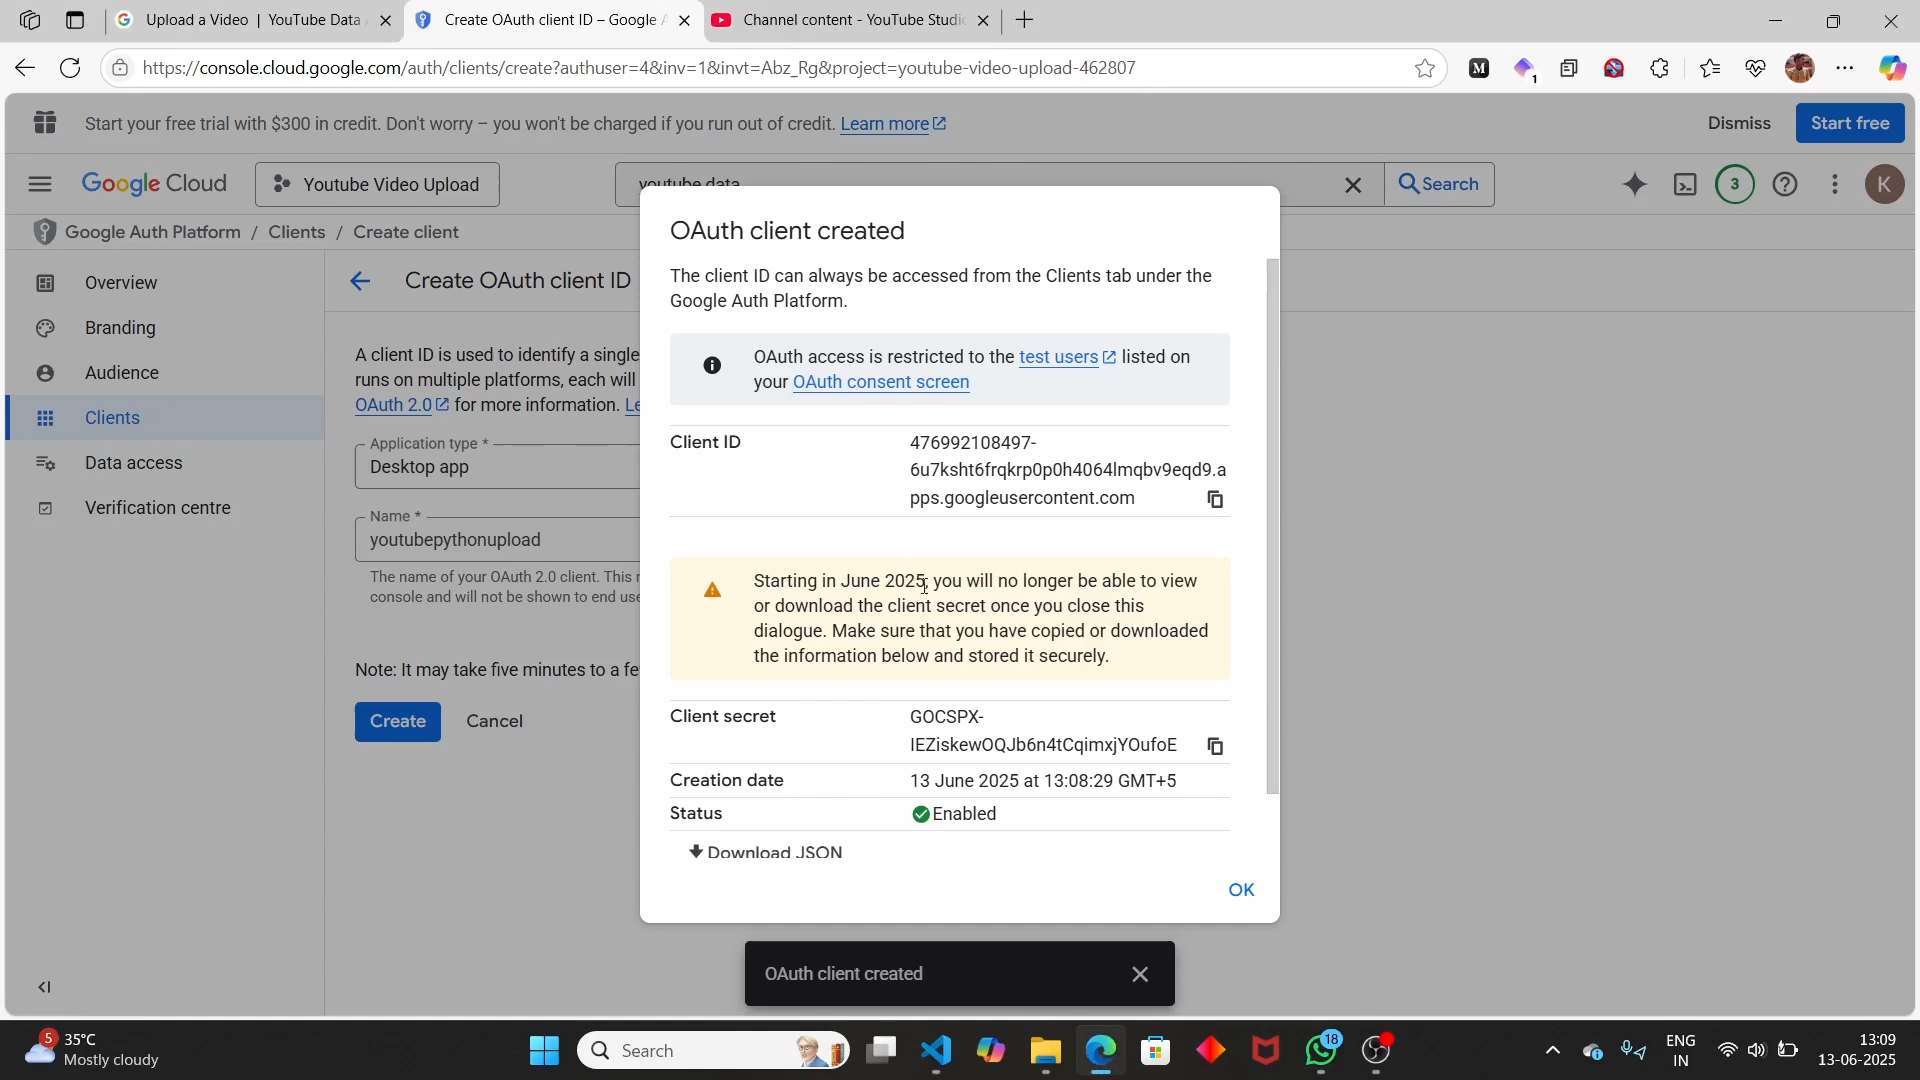 Upload a Video | YouTube Data
Create OAuth client ID – Google A
Channel content - YouTube Studio
https://console.cloud.google.com/auth/clients/create?authuser=4&inv=1&invt=Abz_Rg&project=youtube-video-upload-462807
M
1
Start your free trial with $300 in credit. Don't worry – you won't be charged if you run out of credit. Learn more
Dismiss
Start free
Google Cloud
Youtube Video Upload
youtube data
Search
3
K
Google Auth Platform / Clients / Create client
Overview
Branding
Audience
Clients
Data access
Verification centre
Create OAuth client ID
A client ID is used to identify a single
runs on multiple platforms, each will
OAuth 2.0 for more information. Le
Application type *
Desktop app
Name *
youtubepythonupload
The name of your OAuth 2.0 client. This
console and will not be shown to end use
Note: It may take five minutes to a fe
Create
Cancel
OAuth client created
The client ID can always be accessed from the Clients tab under the
Google Auth Platform.
OAuth access is restricted to the test users listed on
your OAuth consent screen
Client ID
476992108497-
6u7ksht6frqkrp0p0h4064lmqbv9eqd9.a
pps.googleusercontent.com
Starting in June 2025, you will no longer be able to view
or download the client secret once you close this
dialogue. Make sure that you have copied or downloaded
the information below and stored it securely.
Client secret
GOCSPX-
IEZiskewOQJb6n4tCqimxjYOufoE
Creation date
13 June 2025 at 13:08:29 GMT+5
Status
Enabled
Download JSON
OK
OAuth client created
5
35°C
Mostly cloudy
Search
18
ENG
IN
13:09
13-06-2025